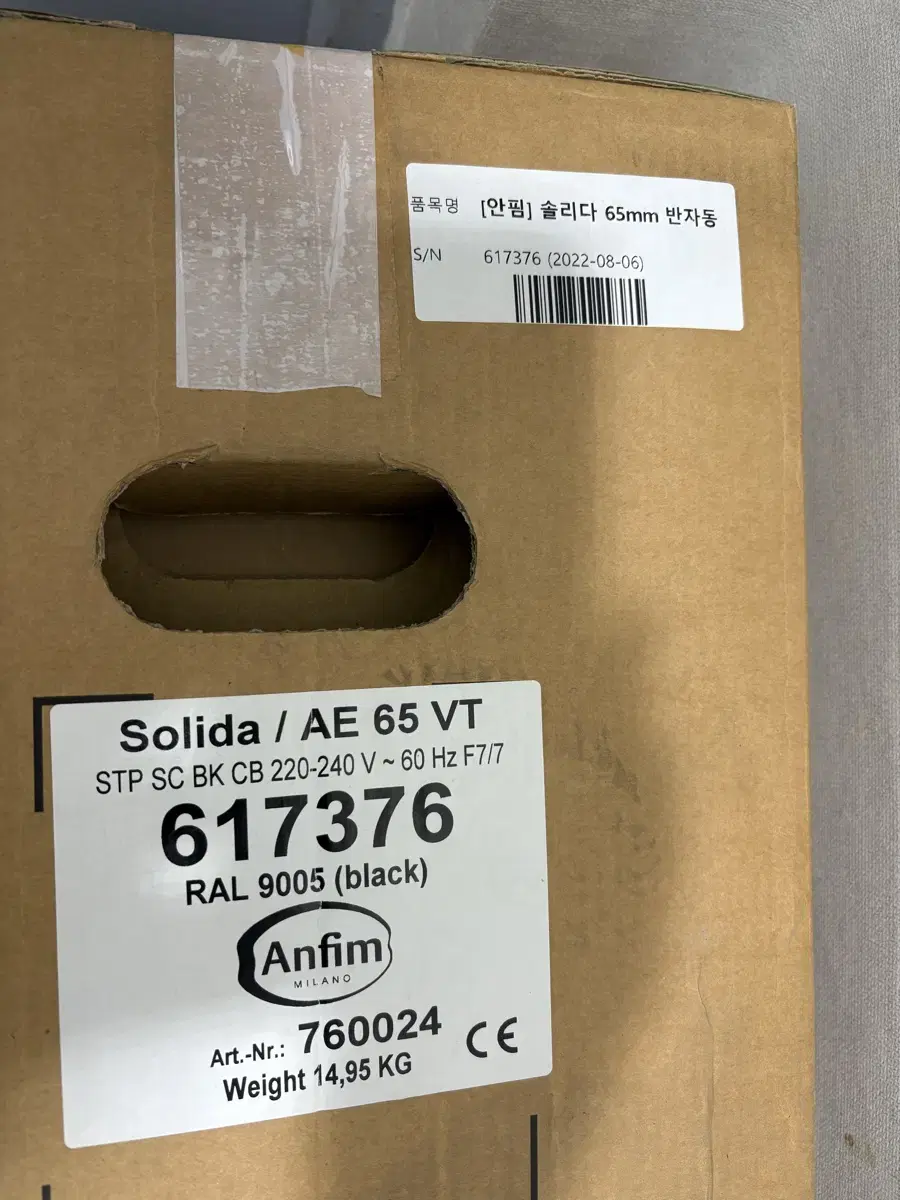 품목명 [안핌] 솔리다 65mm 반자동
S/N 617376 (2022-08-06)
Solida / AE 65 VT
STP SC BK CB 220-240 V ~ 60 Hz F7/7
617376
RAL 9005 (black)
Anfim
MILANO
Art.-Nr.: 760024 CE
Weight 14,95 KG